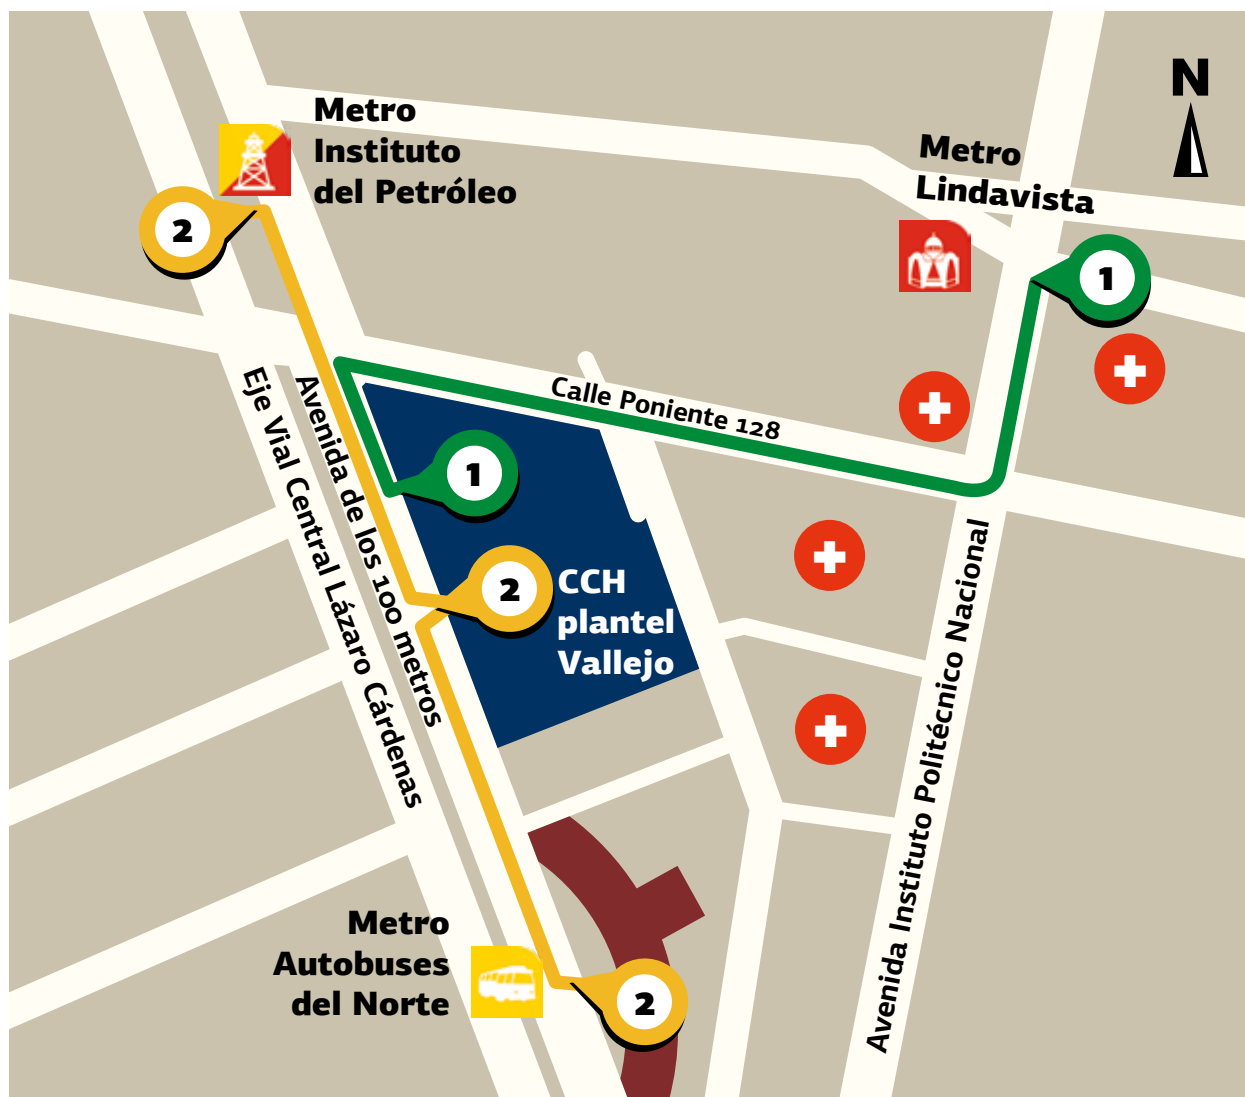 N
Metro
Instituto
del Petróleo
Metro
Lindavista
2
1
Calle Poniente 128
Eje Vial Central Lázaro Cárdenas
Avenida de los 100 metros
1
2
CCH
plantel
Vallejo
Avenida Instituto Politécnico Nacional
Metro
Autobuses
del Norte
2